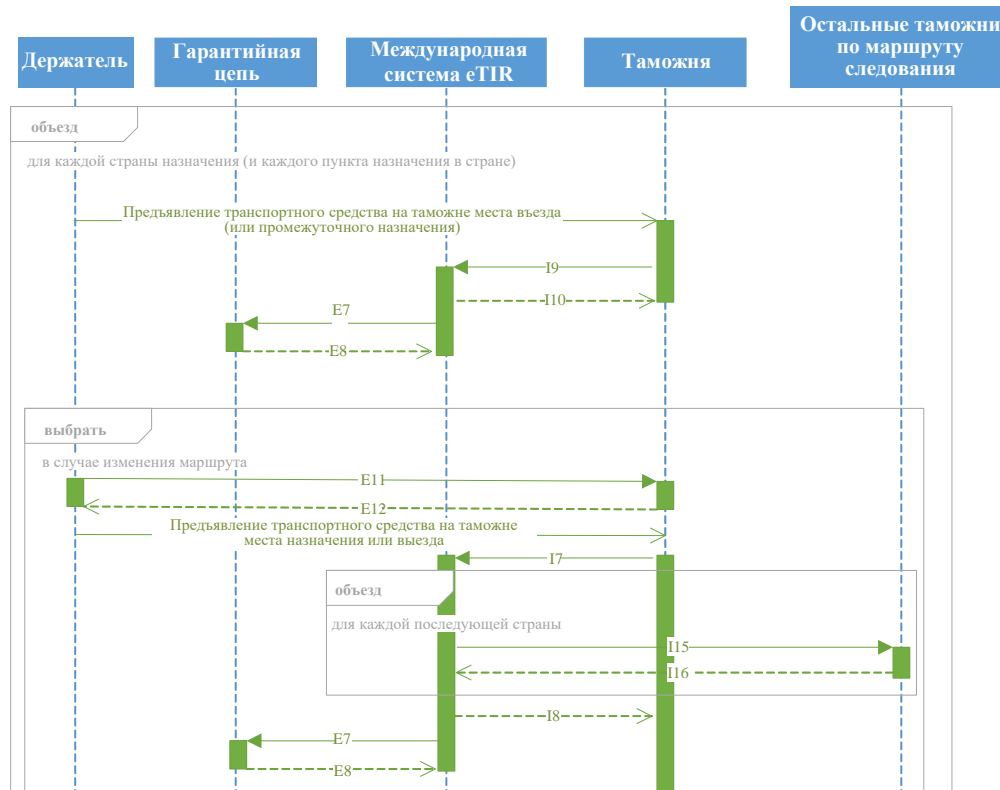 Держатель
Гарантийная
цепь
Международная
система eTIR
Таможня
Остальные таможни
по маршруту
следования
объезд
для каждой страны назначения (и каждого пункта назначения в стране)
Предъявление транспортного средства на таможне места въезда
(или промежуточного назначения)
I9
I10
E7
E8
выбрать
в случае изменения маршрута
E11
E12
Предъявление транспортного средства на таможне
места назначения или выезда
I7
объезд
для каждой последующей страны
I15
I16
I8
E7
E8